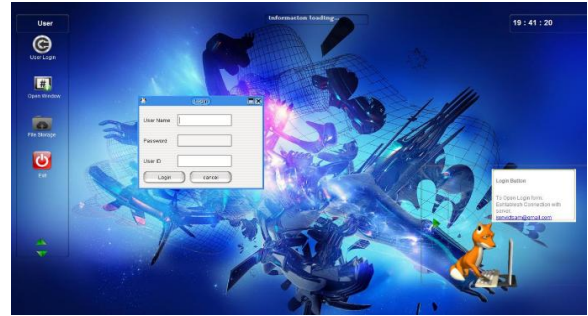 User
Information loading...
19 : 41 : 20
User Login
Open Window
File Storage
Exit
Login
User Name
Password
User ID
Login
cancel
Login Button
To Open Login form.
Connection with
server.